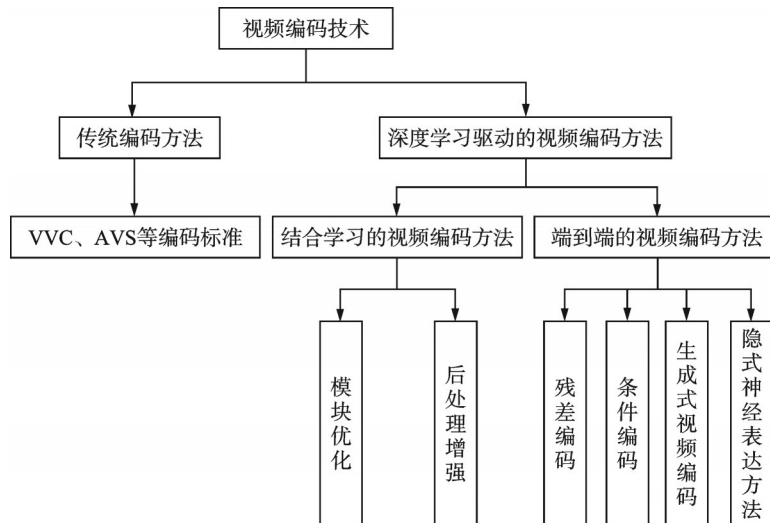 视频编码技术
传统编码方法
深度学习驱动的视频编码方法
VVC、AVS等编码标准
结合学习的视频编码方法
端到端的视频编码方法
模块优化
后处理增强
残差编码
条件编码
生成式视频编码
隐式神经表达方法